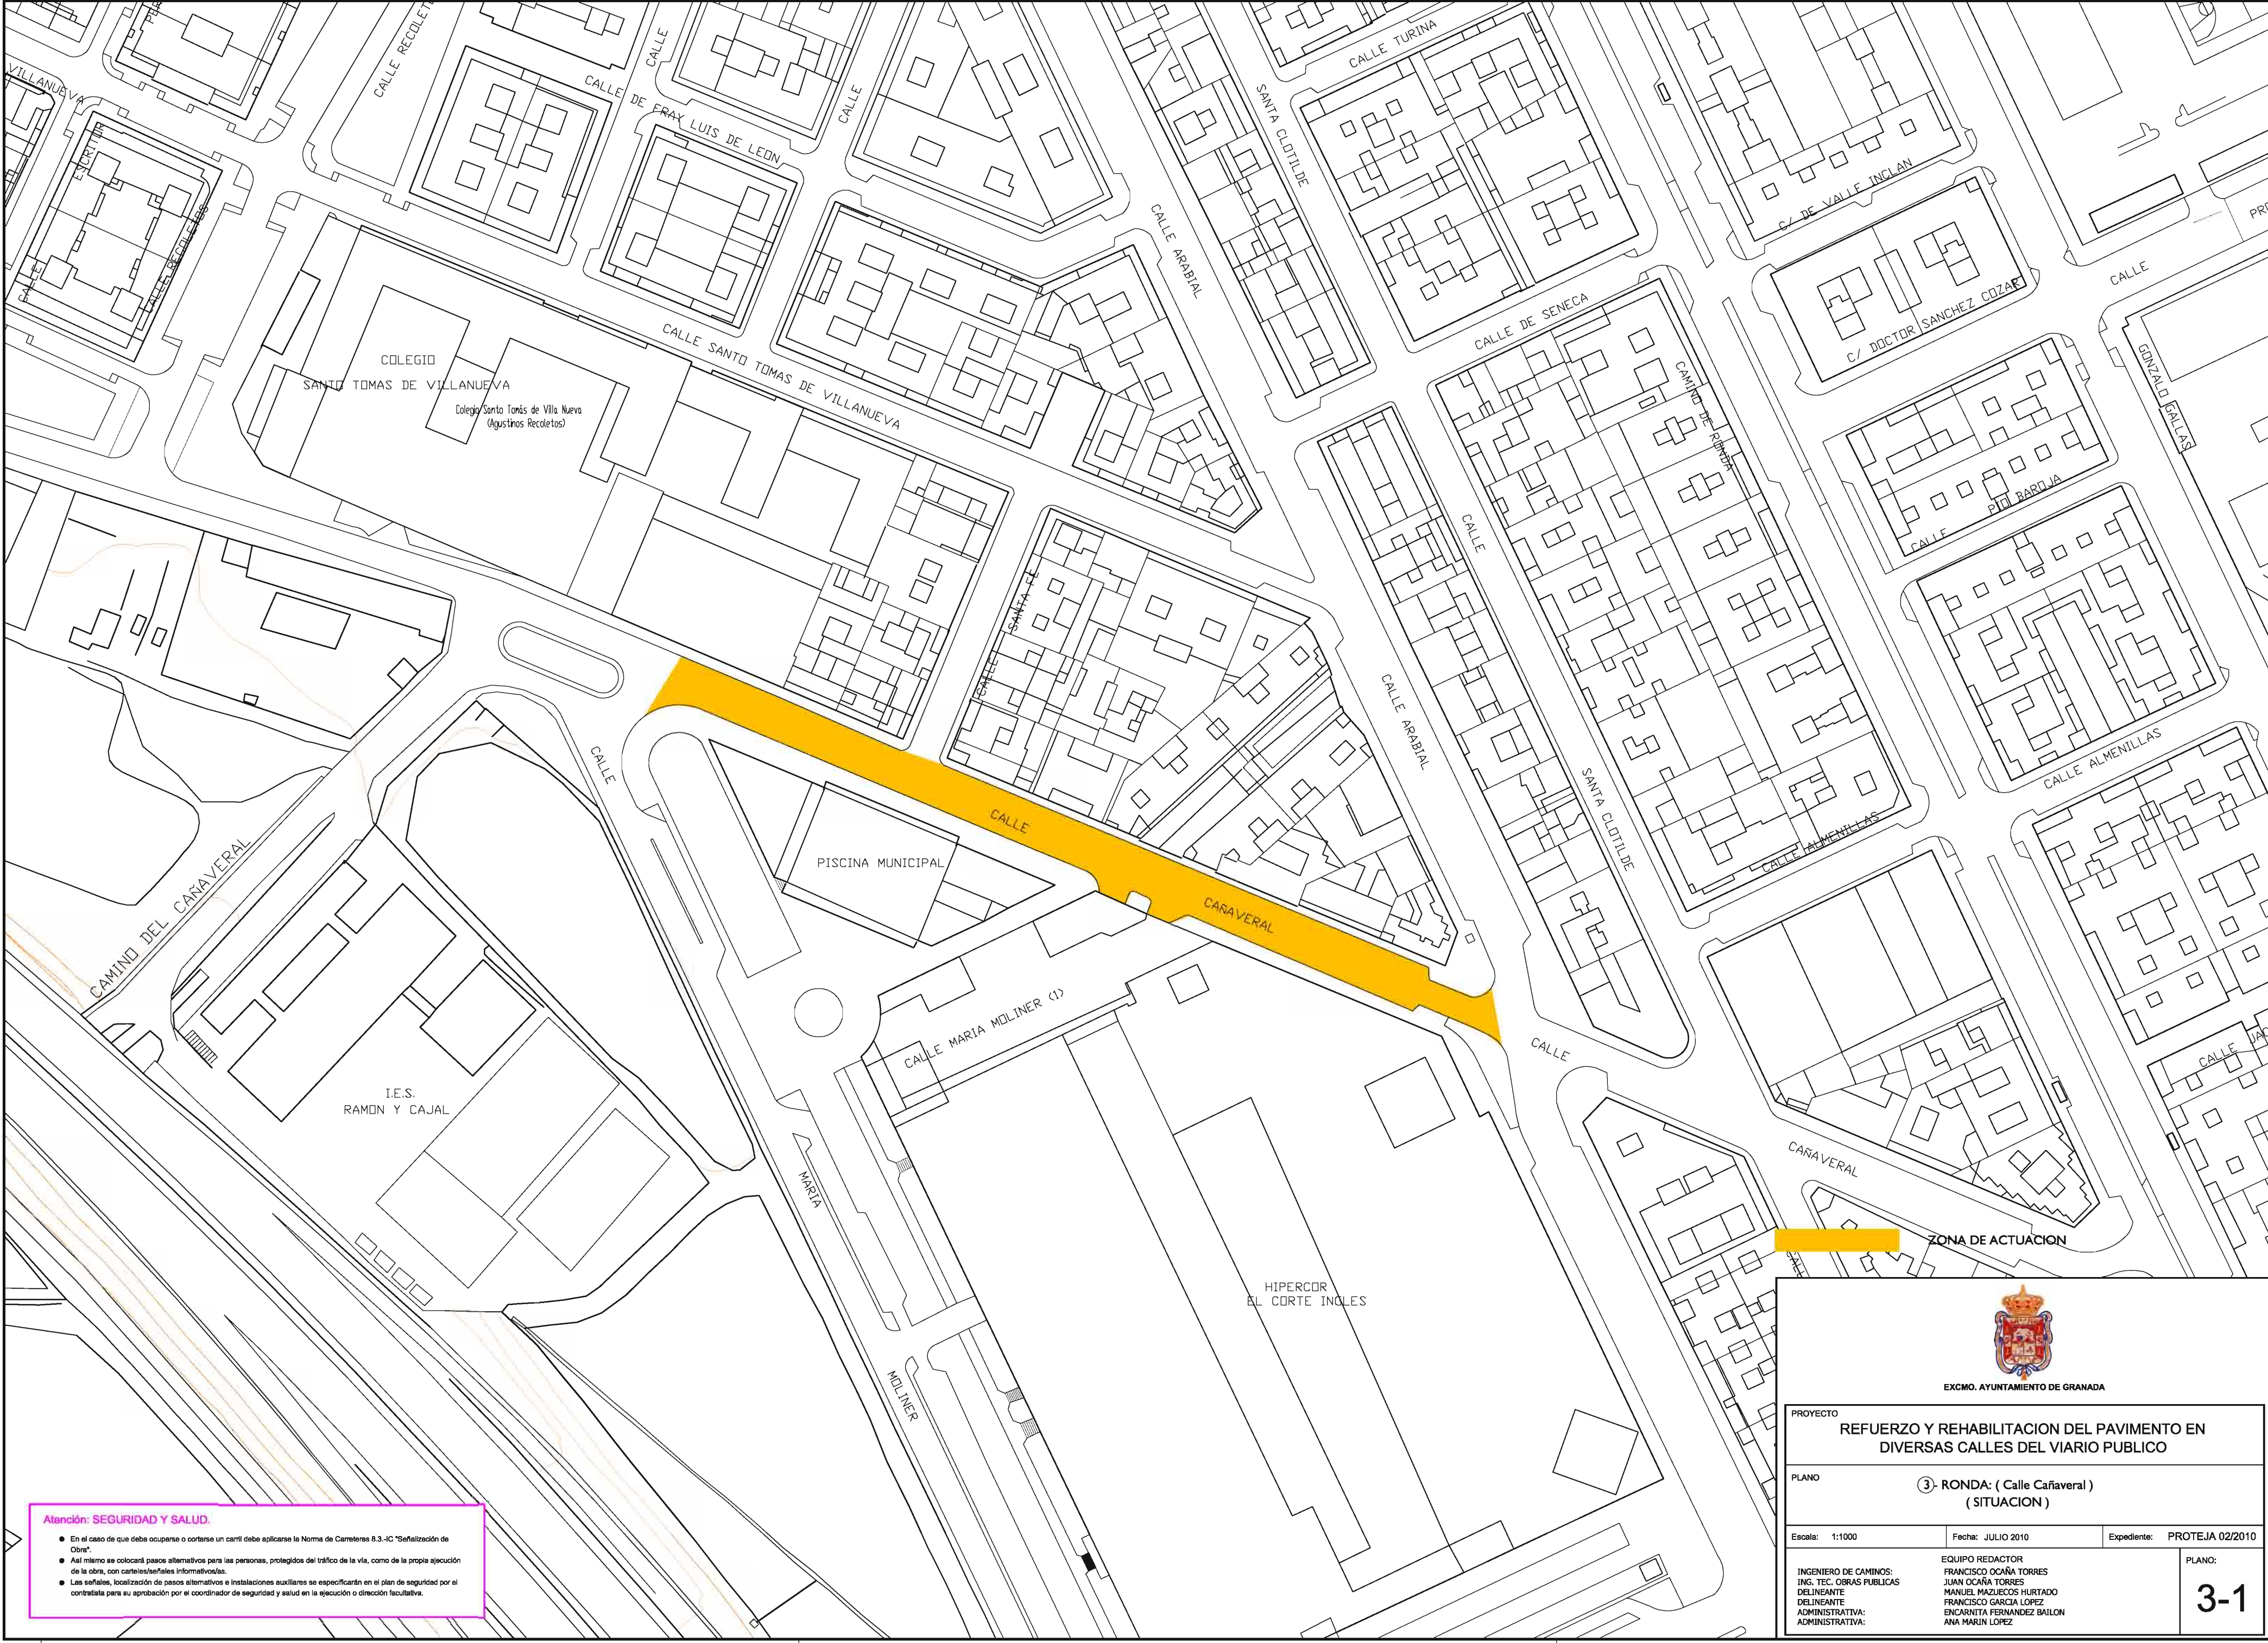 VILLANUEVA
ESCRITOR
CALLE
CALLE RECOLETOS
CALLE
CALLE DE FRAY LUIS DE LEON
CALLE
CALLE ARABIAL
SANTA CLOTILDE
CALLE TURINA
C/ DE VALLE INCLAN
CALLE
C/ DOCTOR SANCHEZ COZAR
GONZALO GALLAS
CALLE DE SENECA
CAMINO DE RONDA
COLEGIO
SANTO TOMAS DE VILLANUEVA
Colegio Santo Tomás de Villa Nueva
(Agustinos Recoletos)
CALLE SANTO TOMAS DE VILLANUEVA
CALLE PIO BAROJA
CALLE
SANTA CLOTILDE
CALLE SANTA FE
CALLE ARABIAL
CALLE ALMENILLAS
CALLE ALMENILLAS
CALLE
CALLE
CAÑAVERAL
PISCINA MUNICIPAL
CAMINO DEL CAÑAVERAL
CALLE MARIA MOLINER (1)
CALLE
CAÑAVERAL
I.E.S.
RAMON Y CAJAL
MARIA
MOLINER
HIPERCOR
EL CORTE INGLES
CALLE
ZONA DE ACTUACION
EXCMO. AYUNTAMIENTO DE GRANADA
PROYECTO
REFUERZO Y REHABILITACION DEL PAVIMENTO EN
DIVERSAS CALLES DEL VIARIO PUBLICO
PLANO
3- RONDA: ( Calle Cañaveral )
( SITUACION )
Escala: 1:1000 Fecha: JULIO 2010 Expediente: PROTEJA 02/2010
EQUIPO REDACTOR
INGENIERO DE CAMINOS: FRANCISCO OCAÑA TORRES
ING. TEC. OBRAS PUBLICAS JUAN OCAÑA TORRES
DELINEANTE MANUEL MAZUECOS HURTADO
DELINEANTE FRANCISCO GARCIA LOPEZ
ADMINISTRATIVA: ENCARNITA FERNANDEZ BAILON
ADMINISTRATIVA: ANA MARIN LOPEZ
PLANO:
3-1
Atención: SEGURIDAD Y SALUD.
● En el caso de que deba ocuparse o cortarse un carril debe aplicarse la Norma de Carreteras 8.3.-IC "Señalización de
Obra".
● Asl mismo se colocará pasos alternativos para las personas, protegidos del tráfico de la vía, como de la propia ejecución
de la obra, con carteles/señales informativos/as.
● Las señales, localización de pasos alternativos e instalaciones auxiliares se especificarán en el plan de seguridad por el
contratista para su aprobación por el coordinador de seguridad y salud en la ejecución o dirección facultativa.